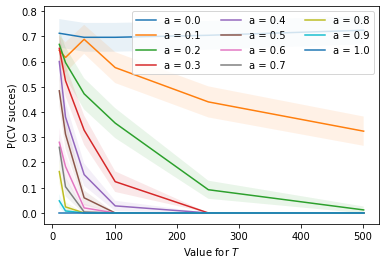 0.8
0.7
0.6
0.5
0.4
0.3
0.2
0.1
0.0
P(CV succes)
a = 0.0
a = 0.1
a = 0.2
a = 0.3
a = 0.4
a = 0.5
a = 0.6
a = 0.7
a = 0.8
a = 0.9
a = 1.0
0 100 200 300 400 500
Value for T